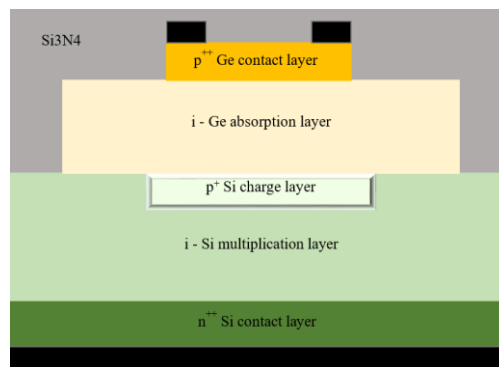 Si3N4
p++ Ge contact layer
i - Ge absorption layer
p+ Si charge layer
i - Si multiplication layer
n++ Si contact layer